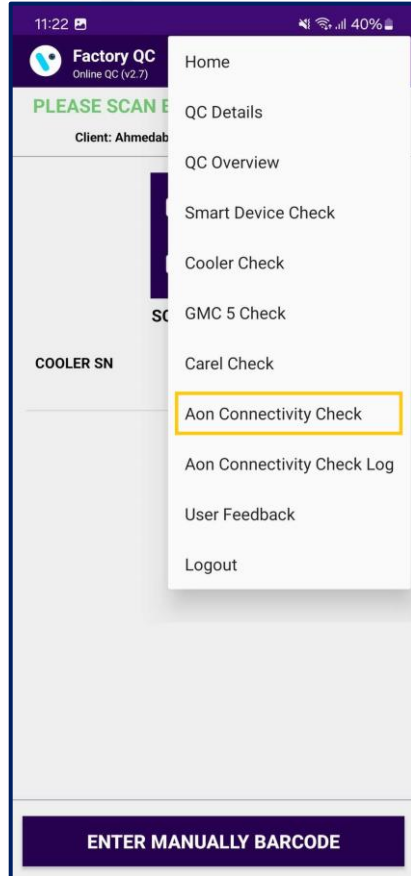 11:22 40%
Factory QC
Online QC (v2.7)
PLEASE SCAN
Client: Ahmedab
SC
COOLER SN
Home
QC Details
QC Overview
Smart Device Check
Cooler Check
GMC 5 Check
Carel Check
Aon Connectivity Check
Aon Connectivity Check Log
User Feedback
Logout
ENTER MANUALLY BARCODE